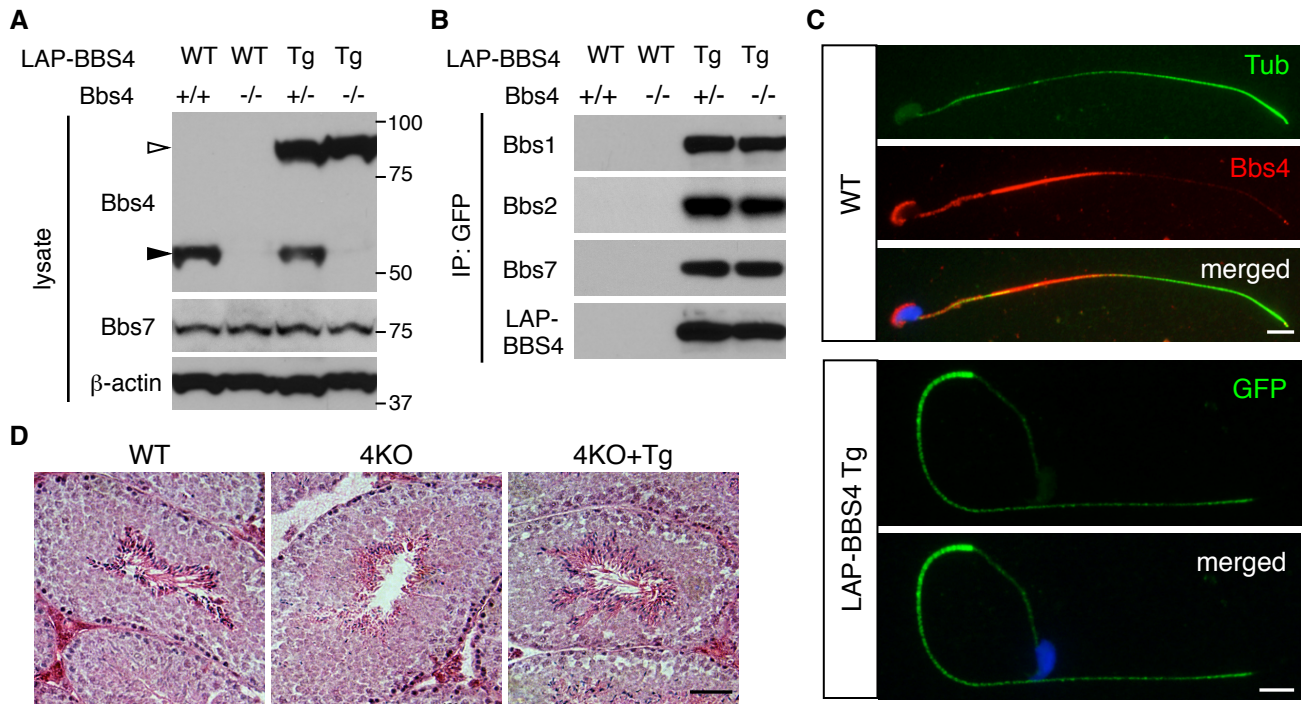 A
LAP-BBS4 WT WT Tg Tg
Bbs4 +/+ -/- +/- -/-
lysate
100
75
Bbs4
50
Bbs7
75
β-actin
37
B
LAP-BBS4 WT WT Tg Tg
Bbs4 +/+ -/- +/- -/-
IP: GFP
Bbs1
Bbs2
Bbs7
LAP-
BBS4
C
WT
Tub
Bbs4
merged
LAP-BBS4 Tg
GFP
merged
D
WT 4KO 4KO+Tg